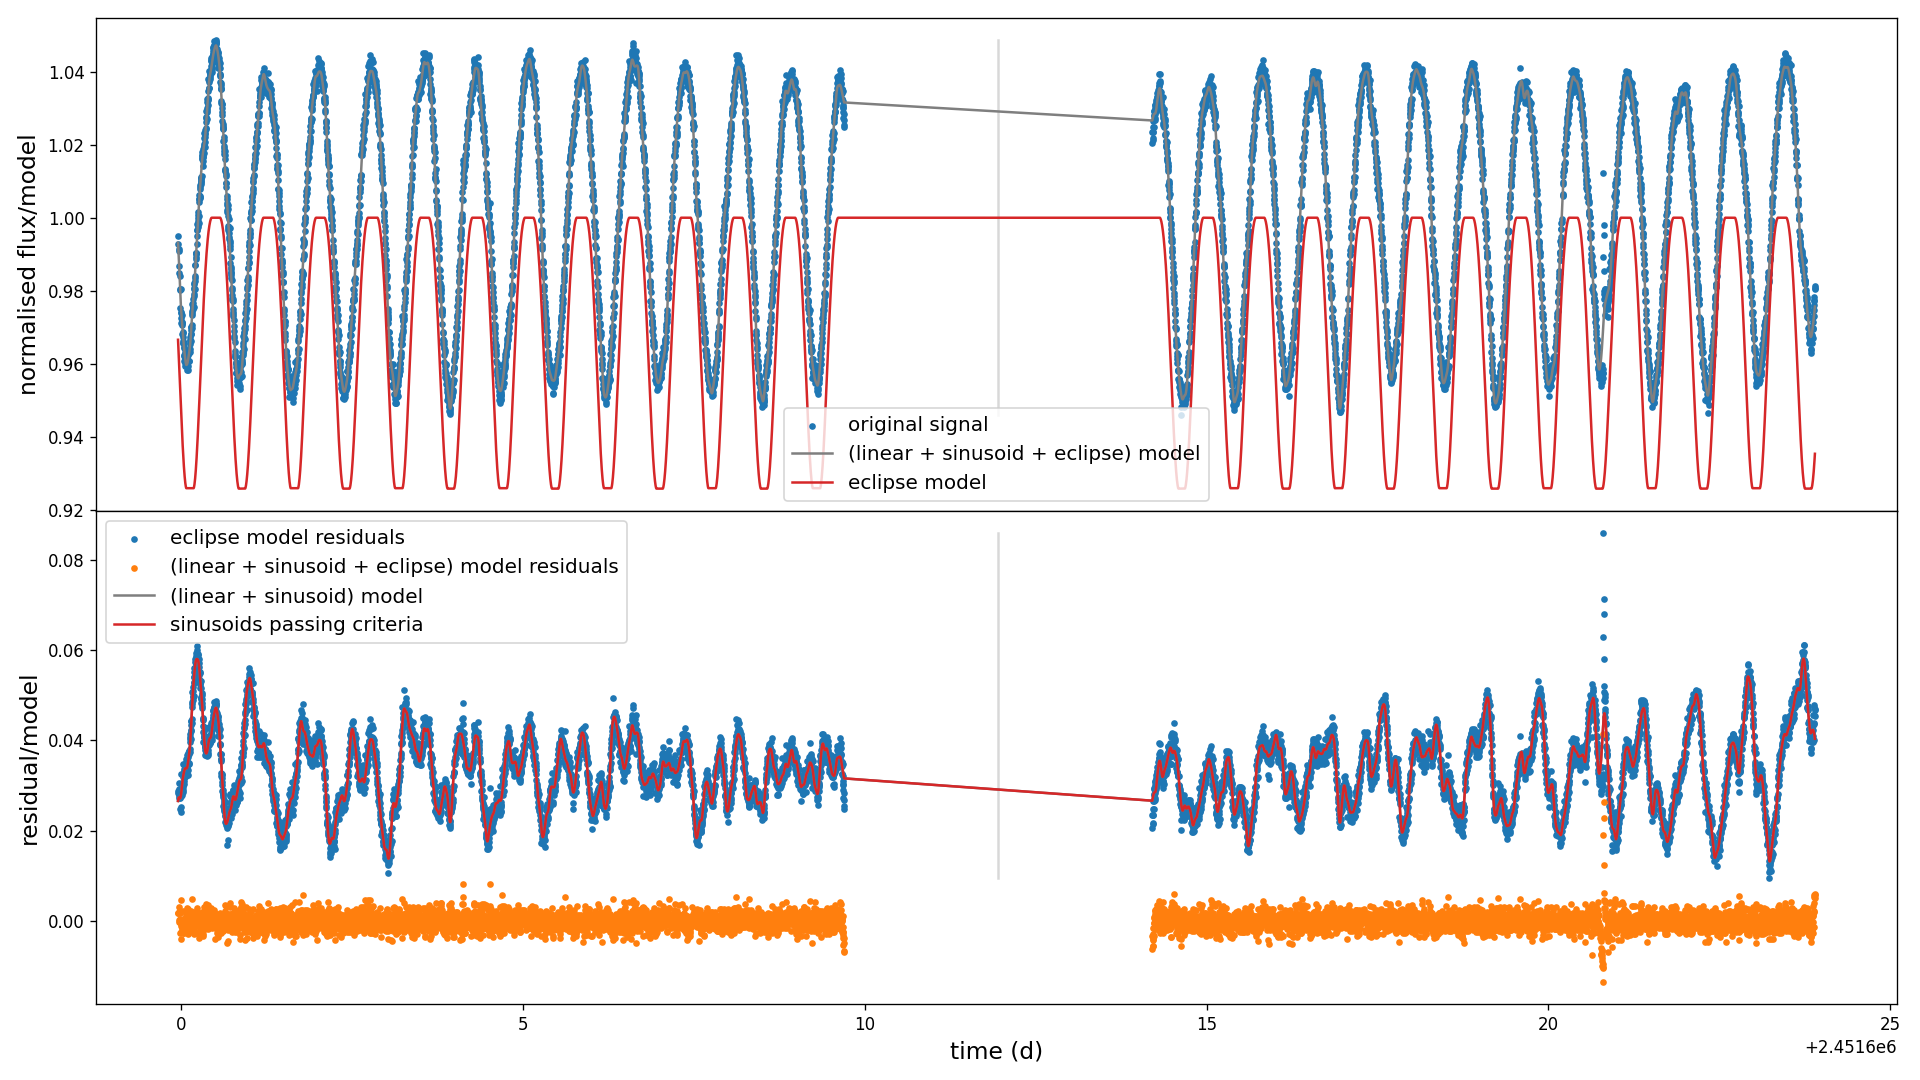 normalised flux/model
1.04
1.02
1.00
0.98
0.96
0.94
0.92
original signal
(linear + sinusoid + eclipse) model
eclipse model
residual/model
0.08
0.06
0.04
0.02
0.00
eclipse model residuals
(linear + sinusoid + eclipse) model residuals
(linear + sinusoid) model
sinusoids passing criteria
0 5 10 15 20 25
time (d)
+2.4516e6